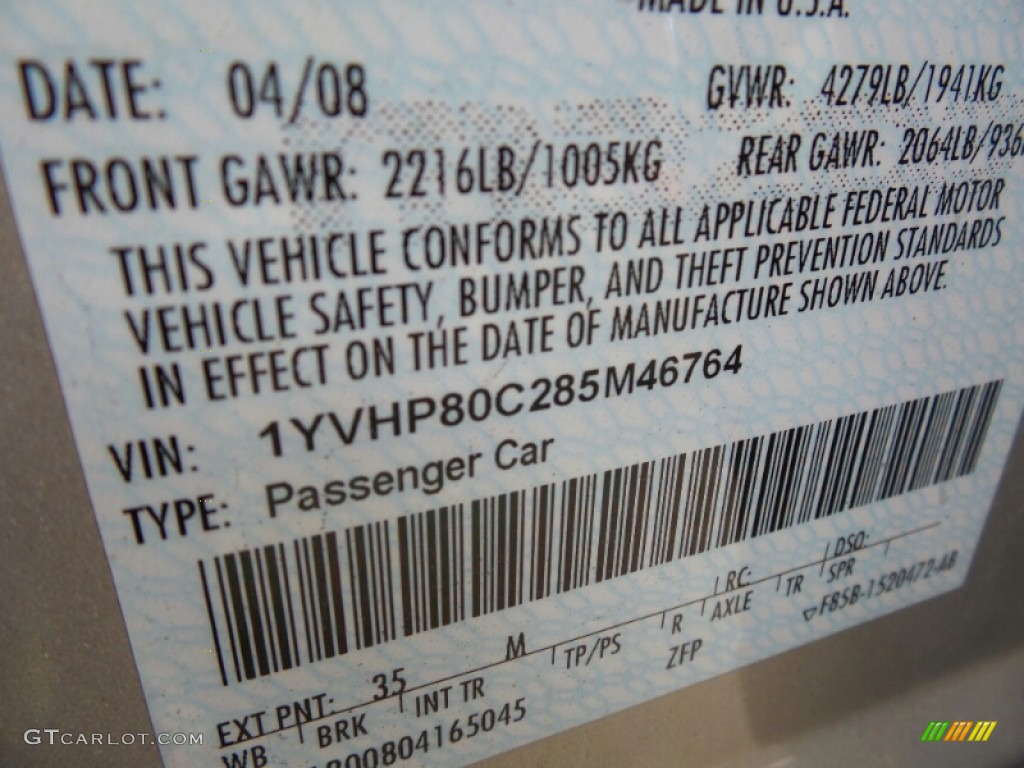 MADE IN U.S.A.
DATE: 04/08 GVWR: 4279LB/1941KG
FRONT GAWR: 2216LB/1005KG REAR GAWR: 2064LB/936
THIS VEHICLE CONFORMS TO ALL APPLICABLE FEDERAL MOTOR
VEHICLE SAFETY, BUMPER, AND THEFT PREVENTION STANDARDS
IN EFFECT ON THE DATE OF MANUFACTURE SHOWN ABOVE.
VIN: 1YVHP80C285M46764
TYPE: Passenger Car
EXT PNT: 35 M RC: DSO:
WB BRK INT TR TP/PS R AXLE TR SPR
ZFP F85B-1520472-AB
200804165045
GTCARLOT.COM